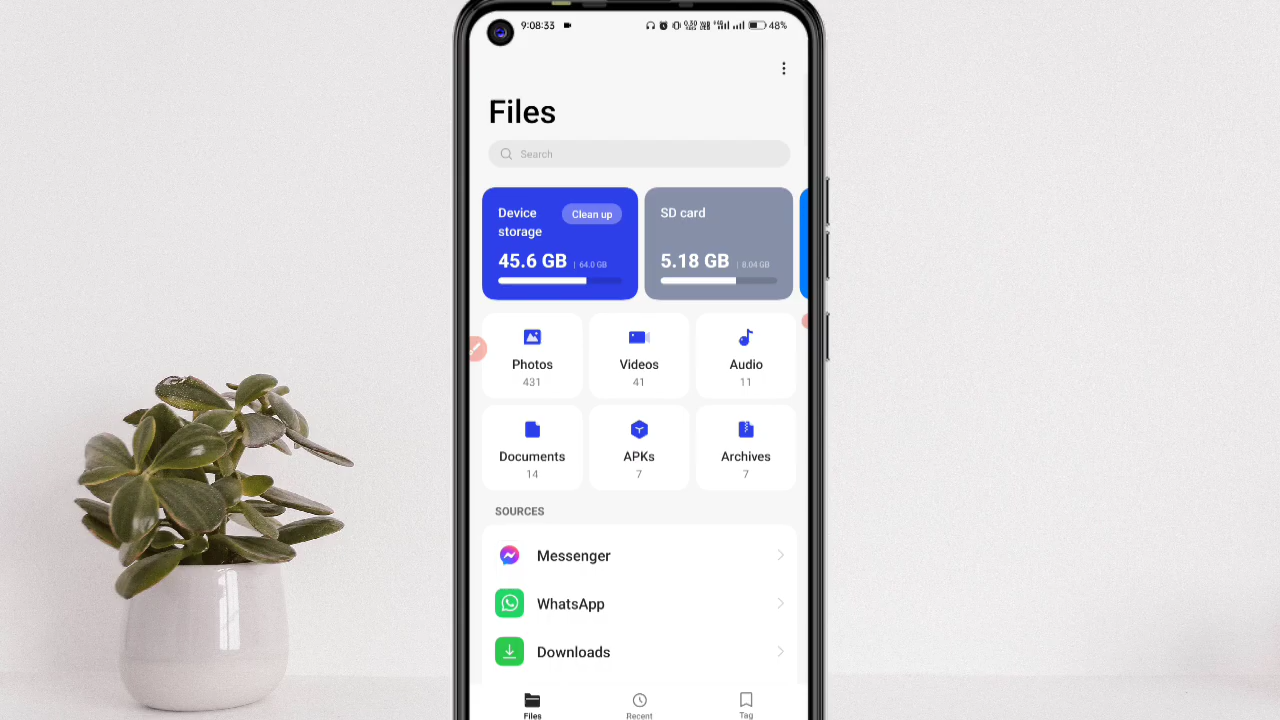 9:08:33
48%
Files
Search
Device storage
Clean up
45.6 GB | 64.0 GB
SD card
5.18 GB | 8.04 GB
Photos
431
Videos
41
Audio
11
Documents
14
APKs
7
Archives
7
SOURCES
Messenger
WhatsApp
Downloads
Files
Recent
Tag